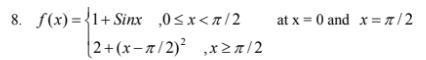 8. f(x) = {1 + Sinx , 0 ≤ x < π / 2 at x = 0 and x = π / 2
2 + (x − π / 2)² , x ≥ π / 2